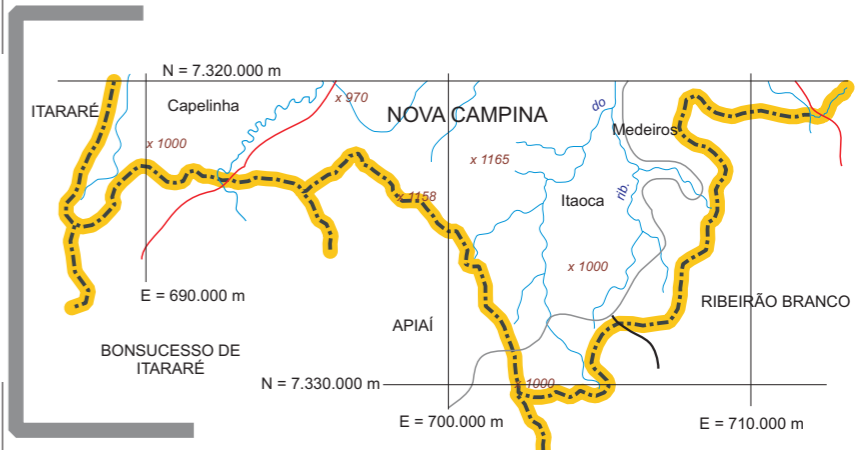 N = 7.320.000 m
ITARARÉ
Capelinha
x 970
NOVA CAMPINA
do
Medeiros
x 1000
x 1165
x 1158
Itaoca
rib.
x 1000
E = 690.000 m
RIBEIRÃO BRANCO
APIAÍ
BONSUCESSO DE
ITARARÉ
N = 7.330.000 m
x 1000
E = 700.000 m
E = 710.000 m